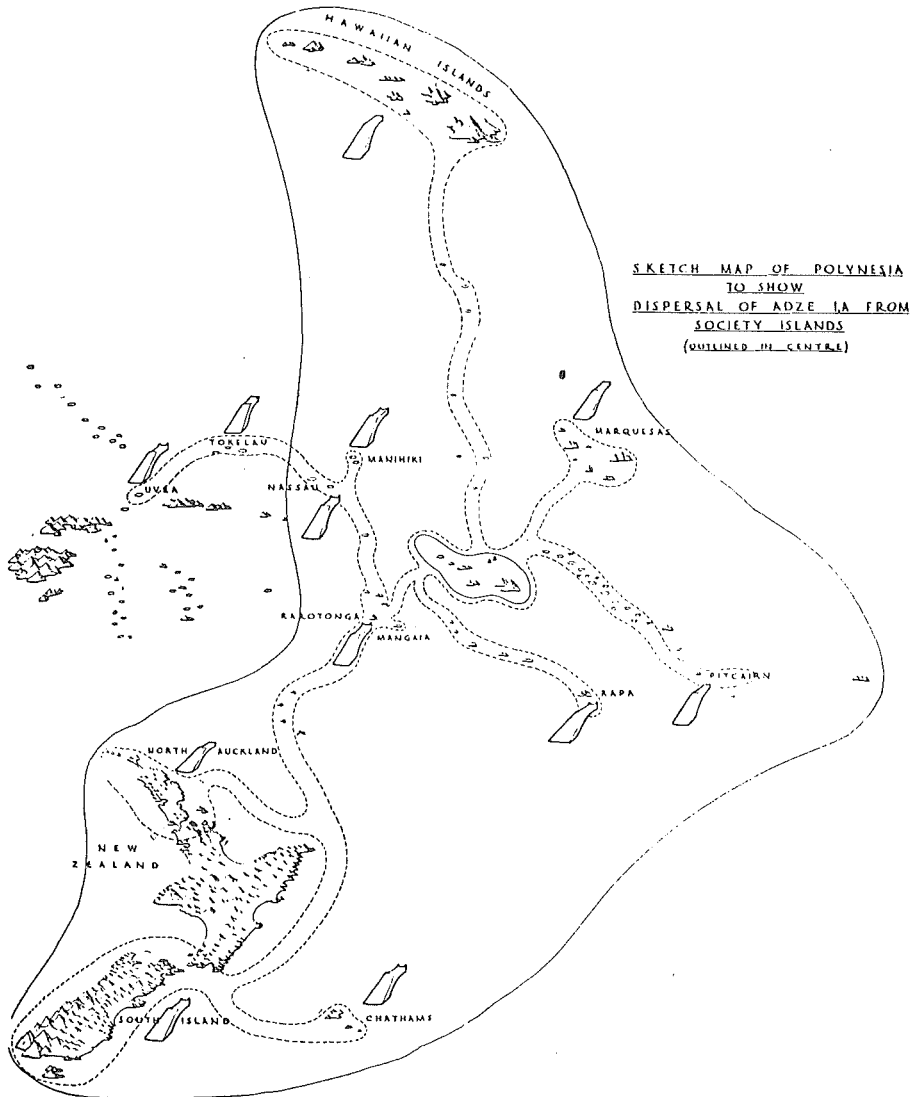 HAWAIIAN ISLANDS
SKETCH MAP OF POLYNESIA
TO SHOW
DISPERSAL OF ADZE 1A FROM
SOCIETY ISLANDS
(OUTLINED IN CENTRE)
MARQUESAS
TOKELAU
MANIHIKI
UVEA
NASSAU
RAROTONGA
MANGAIA
PITCAIRN
RAPA
NORTH AUCKLAND
NEW
ZEALAND
SOUTH ISLAND
CHATHAMS